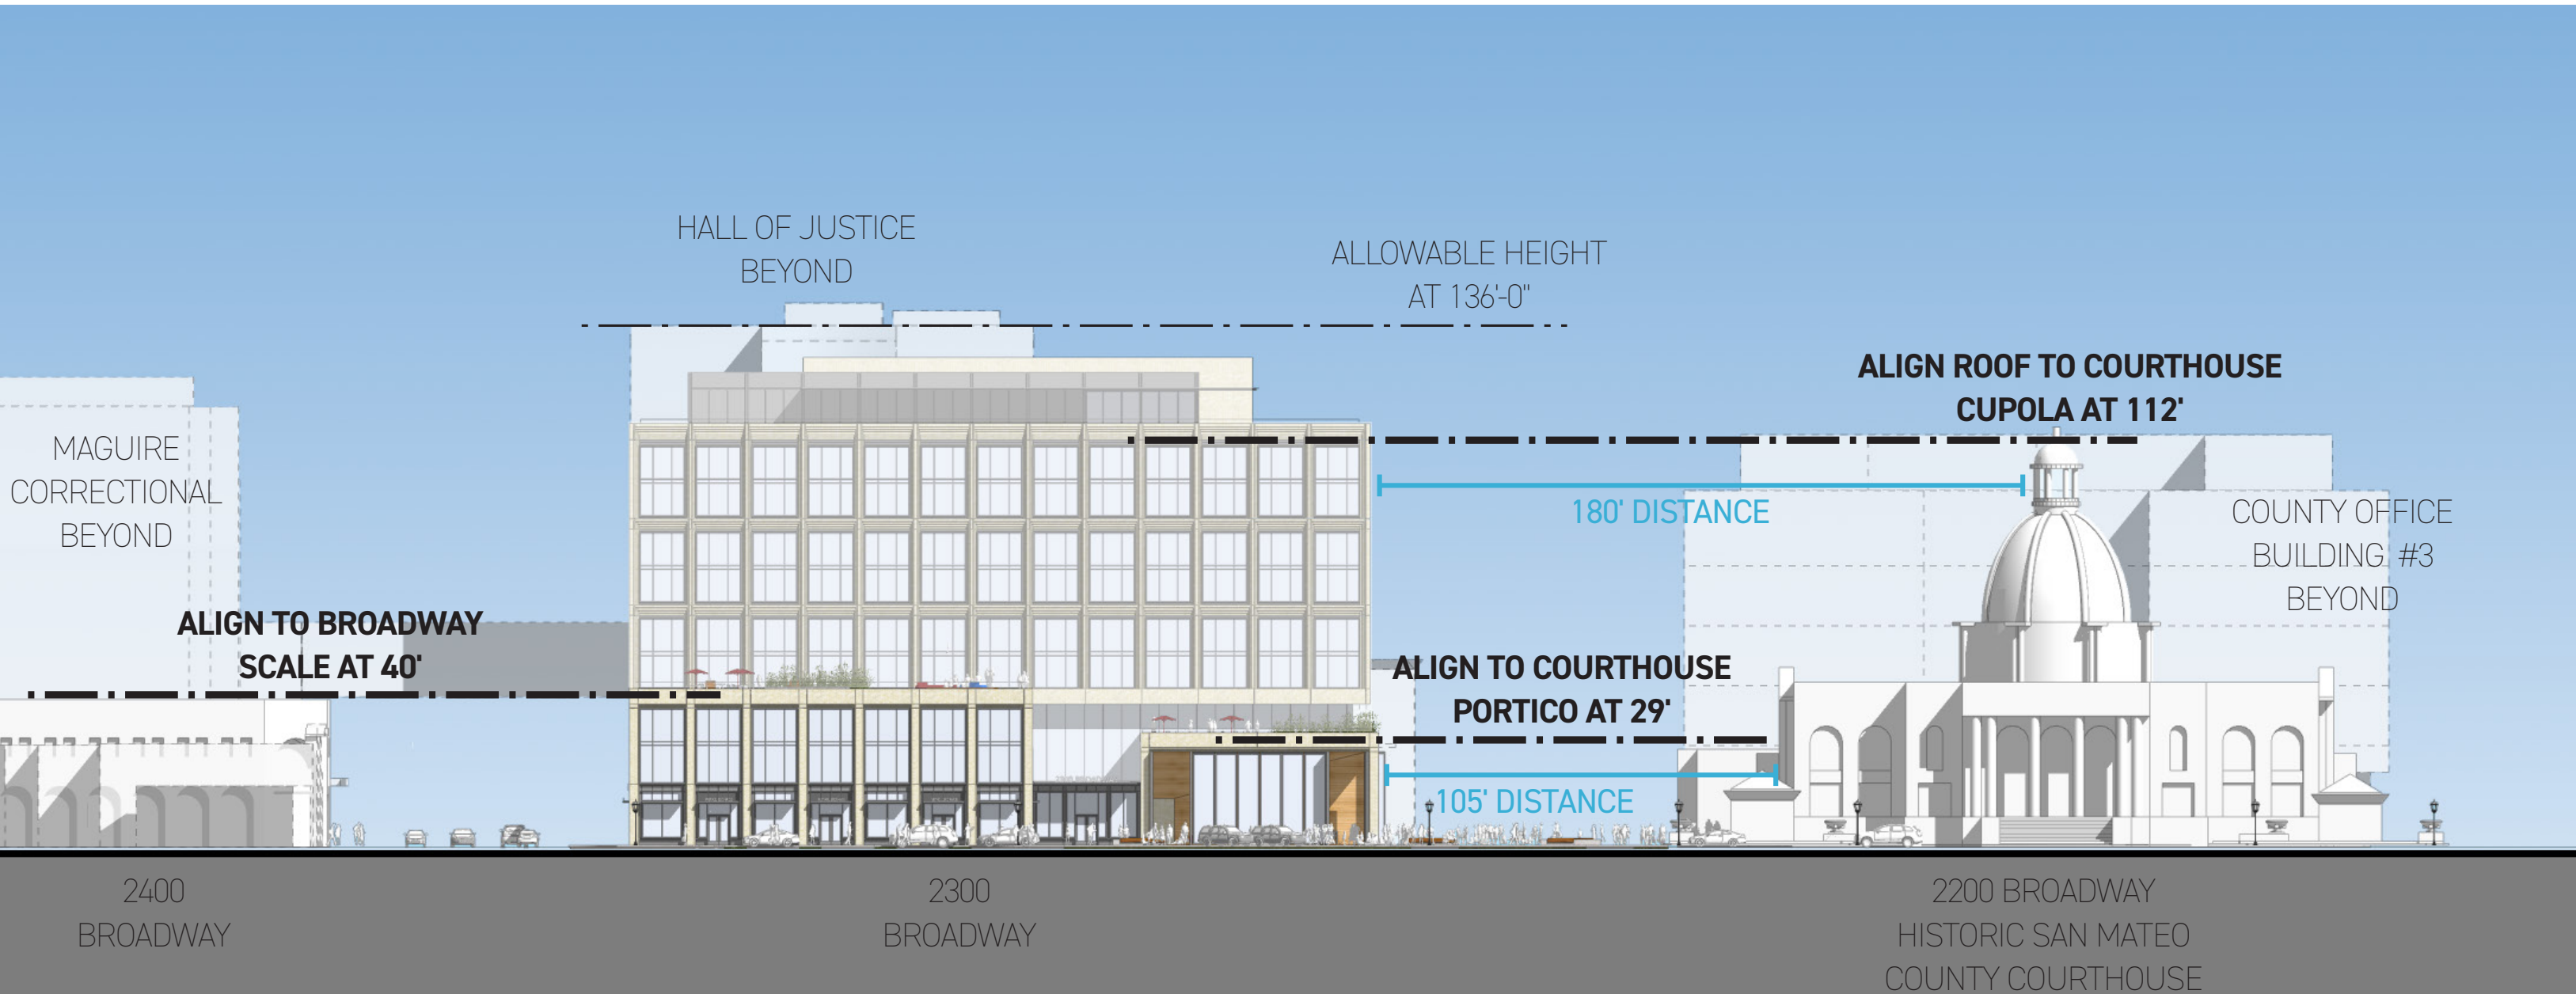 HALL OF JUSTICE
BEYOND
ALLOWABLE HEIGHT
AT 136'-0"
ALIGN ROOF TO COURTHOUSE
CUPOLA AT 112'
MAGUIRE
CORRECTIONAL
BEYOND
180' DISTANCE
COUNTY OFFICE
BUILDING #3
BEYOND
ALIGN TO BROADWAY
SCALE AT 40'
ALIGN TO COURTHOUSE
PORTICO AT 29'
105' DISTANCE
2400
BROADWAY
2300
BROADWAY
2200 BROADWAY
HISTORIC SAN MATEO
COUNTY COURTHOUSE